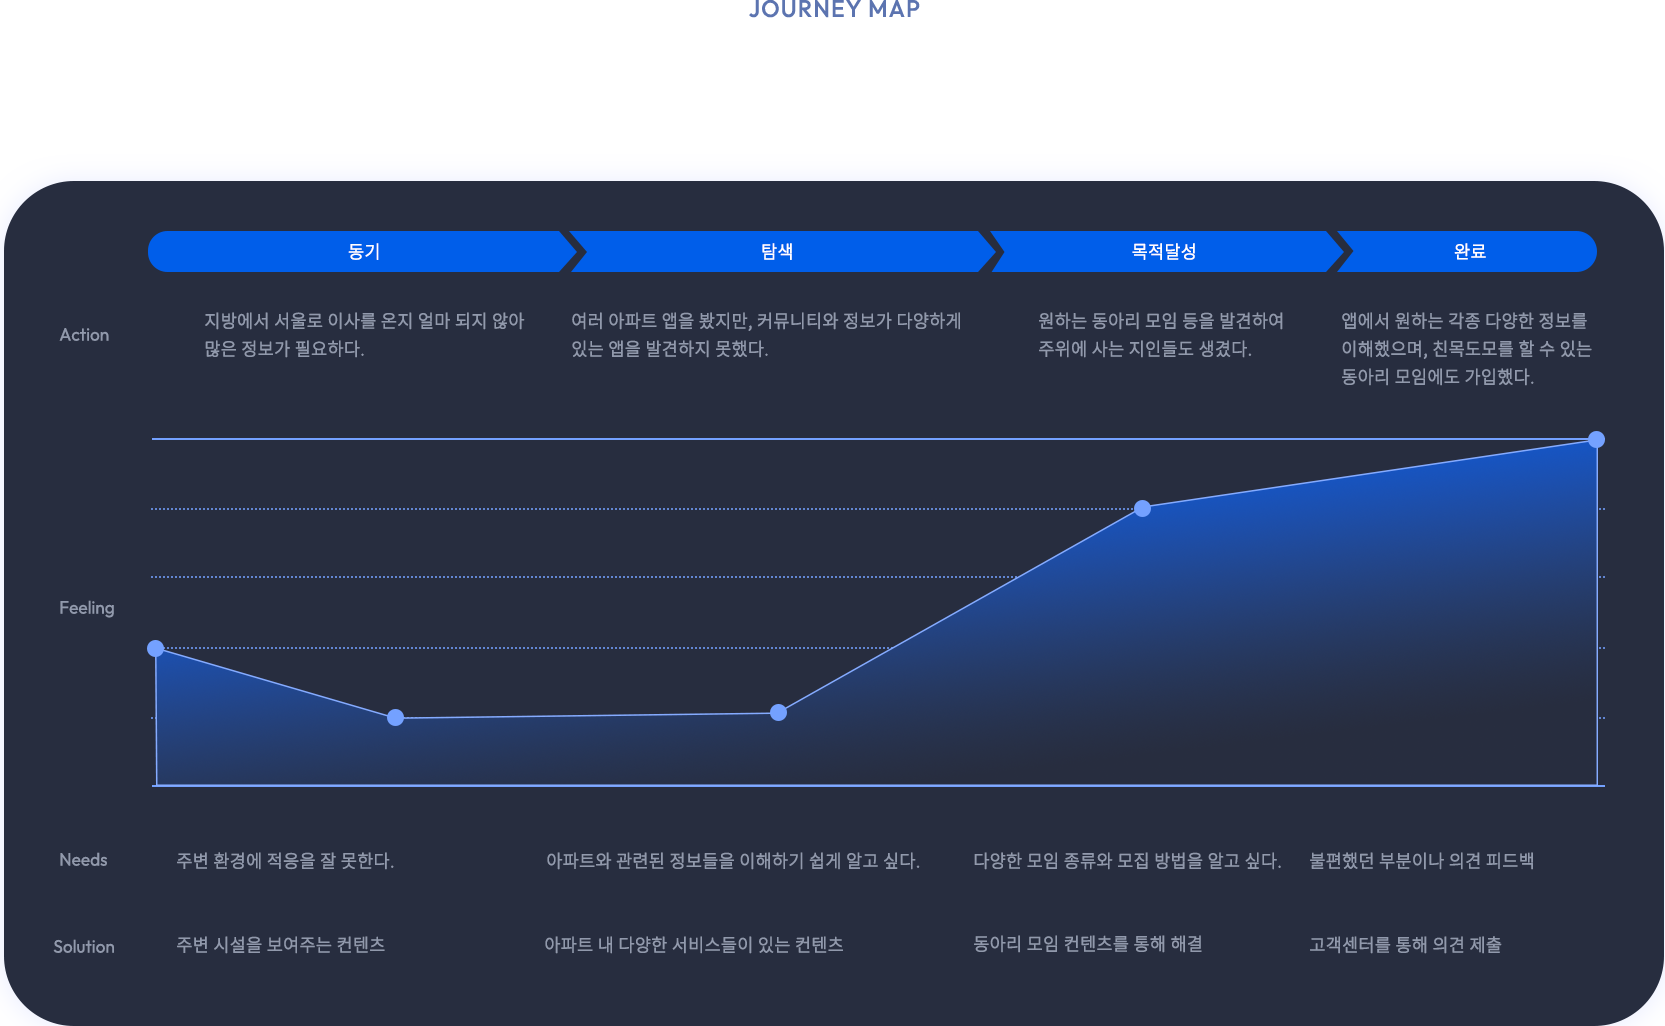 JOURNEY MAP
동기
탐색
목적달성
완료
Action
지방에서 서울로 이사를 온지 얼마 되지 않아
많은 정보가 필요하다.
여러 아파트 앱을 봤지만, 커뮤니티와 정보가 다양하게
있는 앱을 발견하지 못했다.
원하는 동아리 모임 등을 발견하여
주위에 사는 지인들도 생겼다.
앱에서 원하는 각종 다양한 정보를
이해했으며, 친목도모를 할 수 있는
동아리 모임에도 가입했다.
Feeling
Needs
주변 환경에 적응을 잘 못한다.
아파트와 관련된 정보들을 이해하기 쉽게 알고 싶다.
다양한 모임 종류와 모집 방법을 알고 싶다.
불편했던 부분이나 의견 피드백
Solution
주변 시설을 보여주는 컨텐츠
아파트 내 다양한 서비스들이 있는 컨텐츠
동아리 모임 컨텐츠를 통해 해결
고객센터를 통해 의견 제출